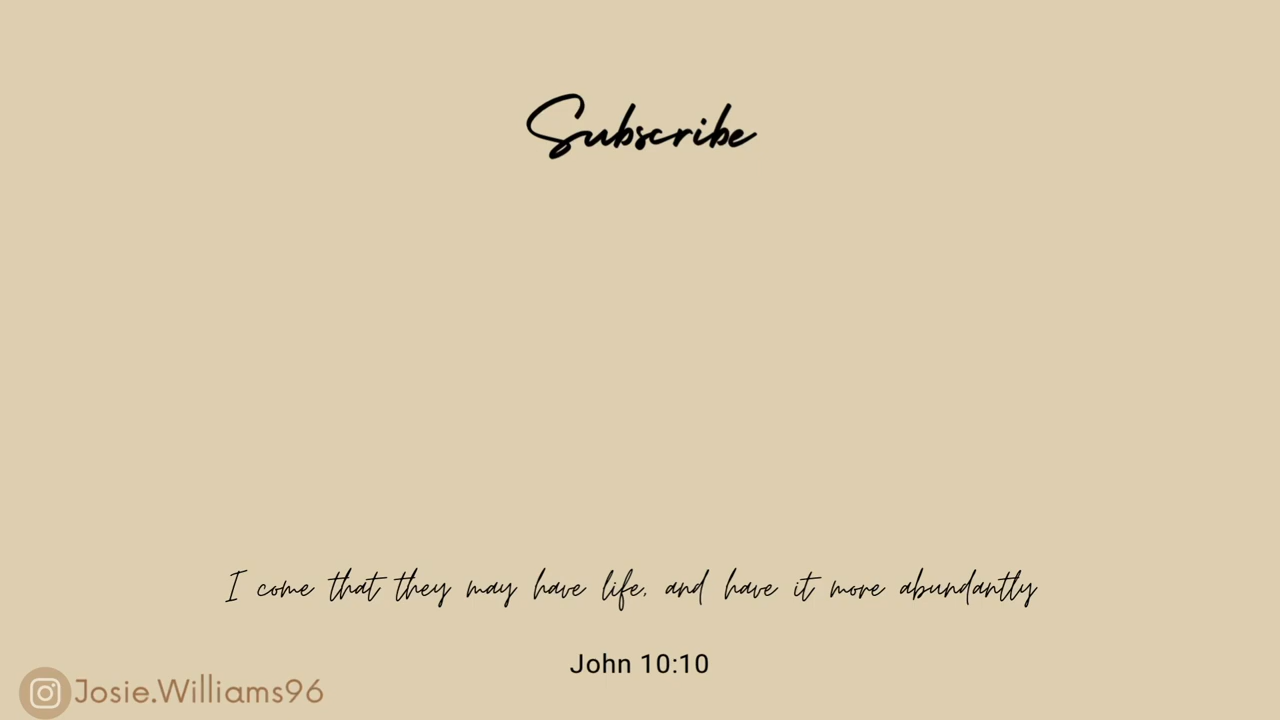 Subscribe
I come that they may have life, and have it more abundantly
John 10:10
Josie.Williams96